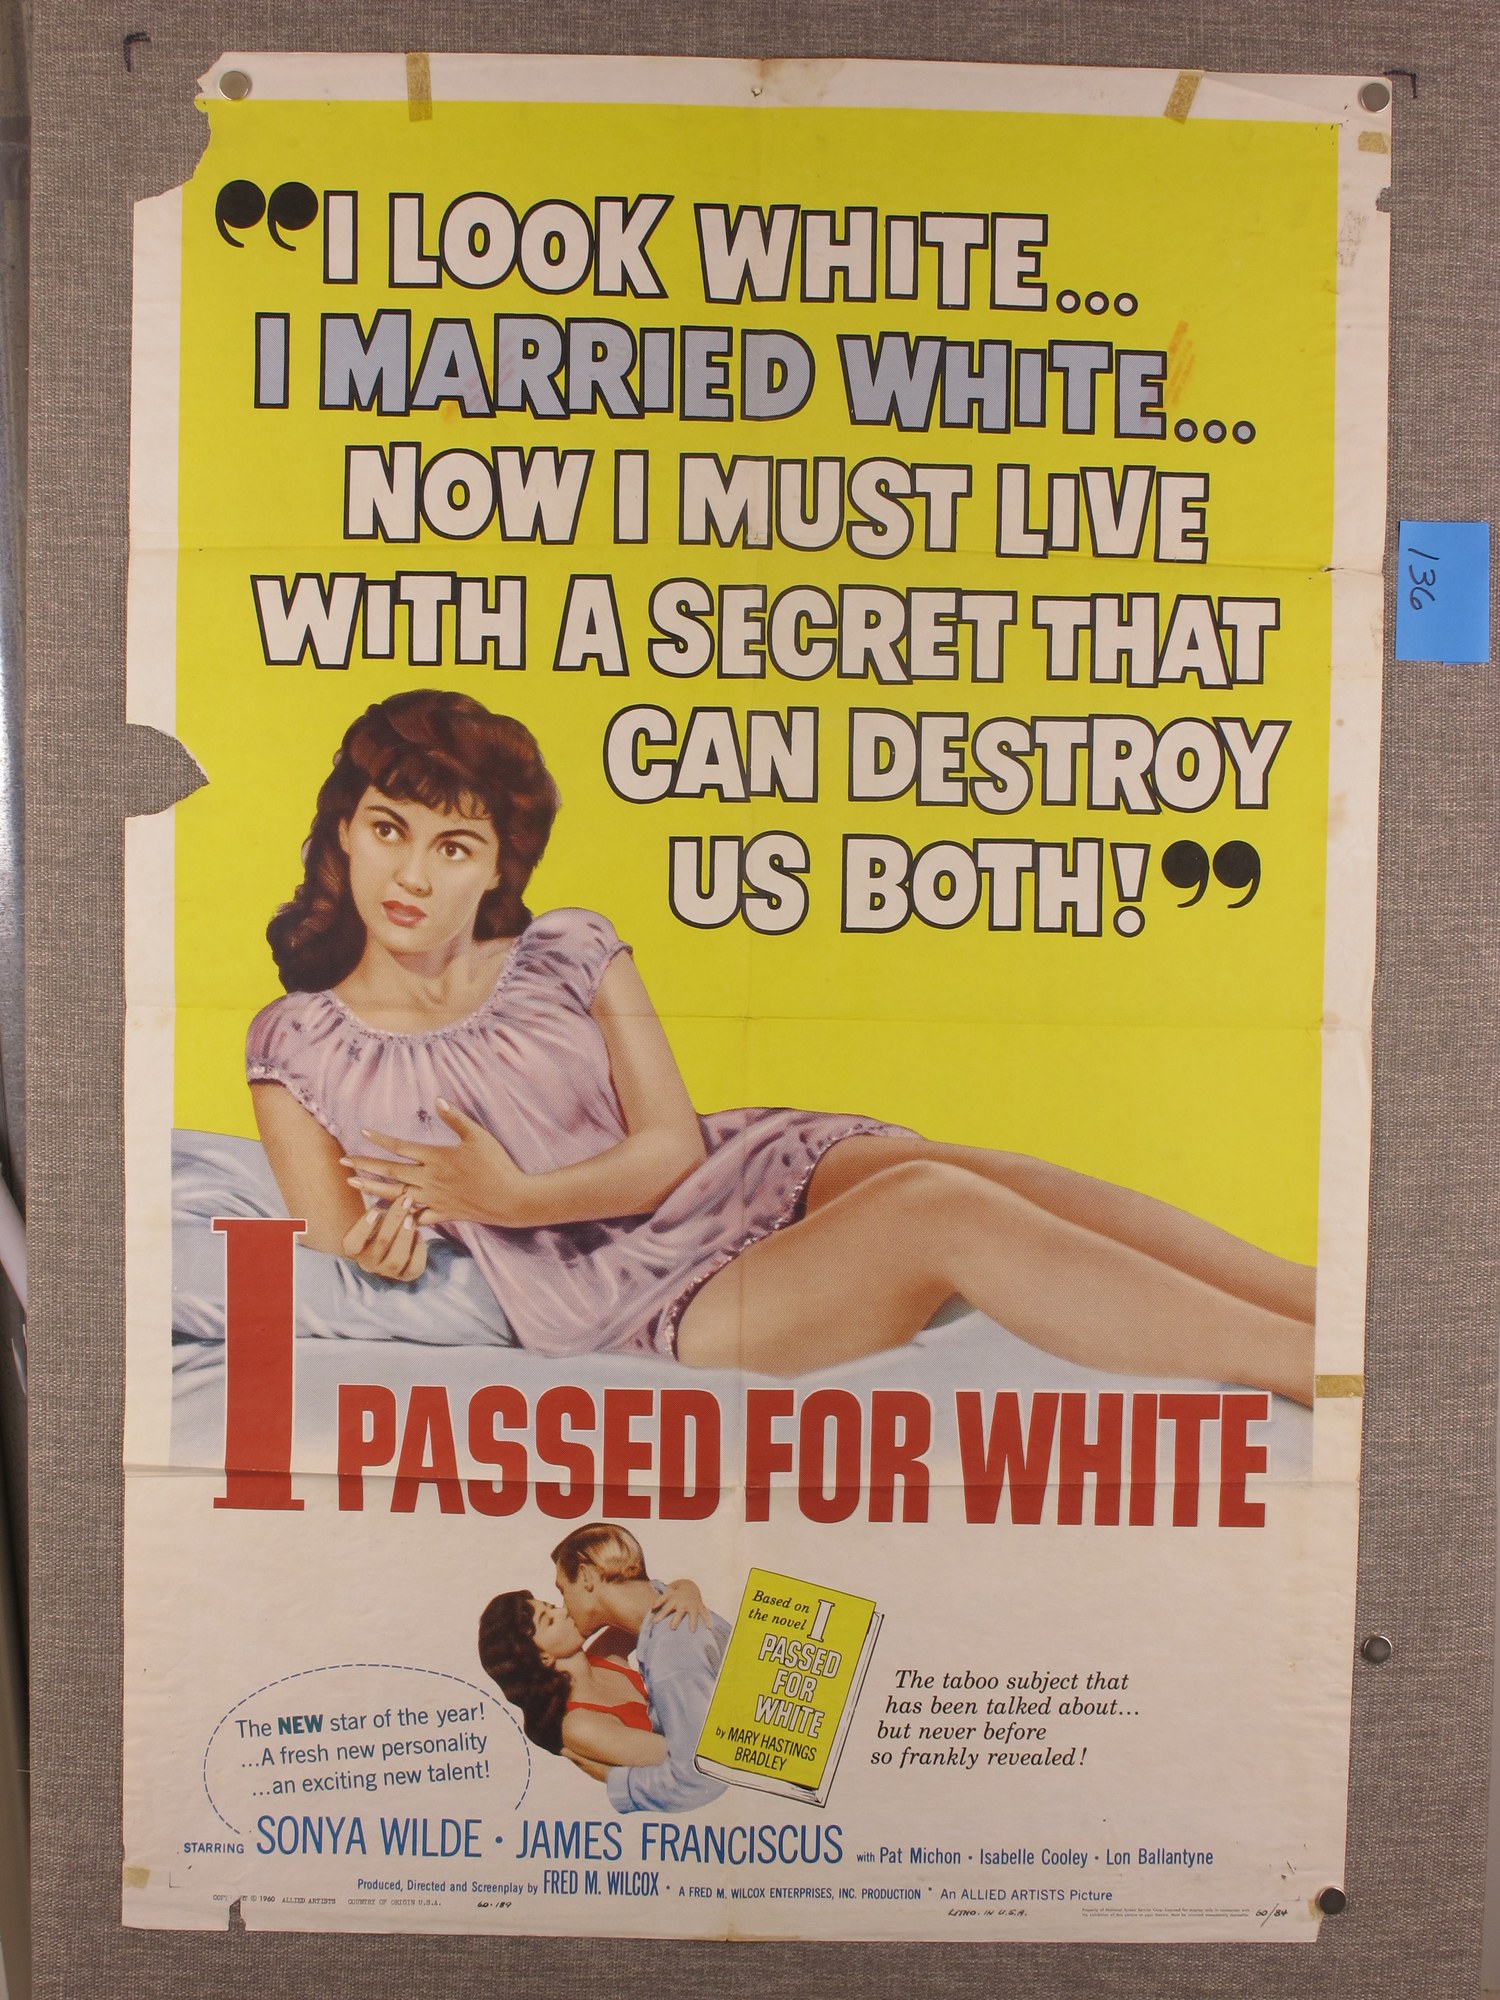 "I LOOK WHITE...
I MARRIED WHITE...
NOW I MUST LIVE
WITH A SECRET THAT
CAN DESTROY
US BOTH!"
136
I PASSED FOR WHITE
Based on
the novel
I
PASSED
FOR
WHITE
by MARY HASTINGS
BRADLEY
The taboo subject that
has been talked about...
but never before
so frankly revealed!
The NEW star of the year!
...A fresh new personality
...an exciting new talent!
STARRING SONYA WILDE • JAMES FRANCISCUS with Pat Michon • Isabelle Cooley • Lon Ballantyne
Produced, Directed and Screenplay by FRED M. WILCOX • A FRED M. WILCOX ENTERPRISES, INC. PRODUCTION • An ALLIED ARTISTS Picture
© 1960 ALLIED ARTISTS COUNTRY OF ORIGIN U.S.A.
60-189
LITHO. IN U.S.A.
60/84